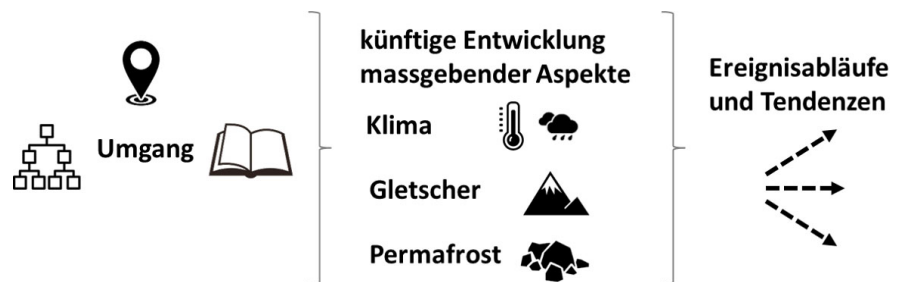 Umgang
künftige Entwicklung
massgebender Aspekte
Klima
Gletscher
Permafrost
Ereignisabläufe
und Tendenzen